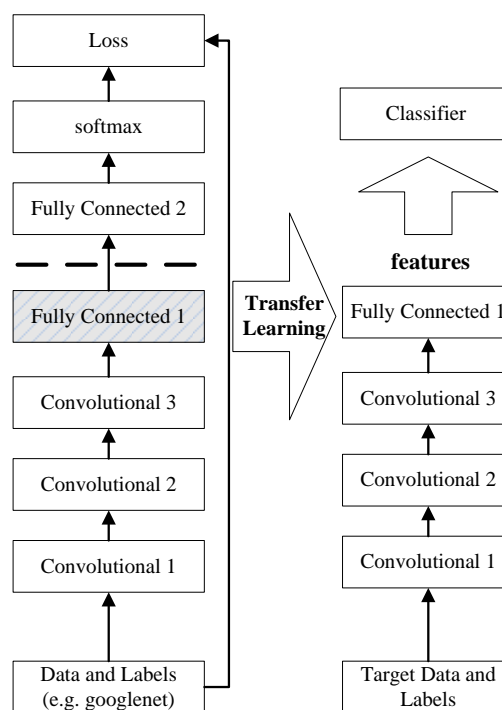 Loss
softmax
Fully Connected 2
Fully Connected 1
Convolutional 3
Convolutional 2
Convolutional 1
Data and Labels
(e.g. googlenet)
Transfer
Learning
Classifier
features
Fully Connected 1
Convolutional 3
Convolutional 2
Convolutional 1
Target Data and
Labels